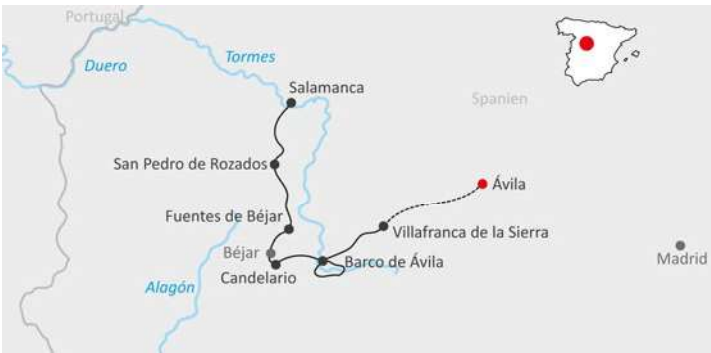 Portugal
Duero
Tormes
Salamanca
Spanien
San Pedro de Rozados
Ávila
Fuentes de Béjar
Villafranca de la Sierra
Béjar
Madrid
Barco de Ávila
Candelario
Alagón